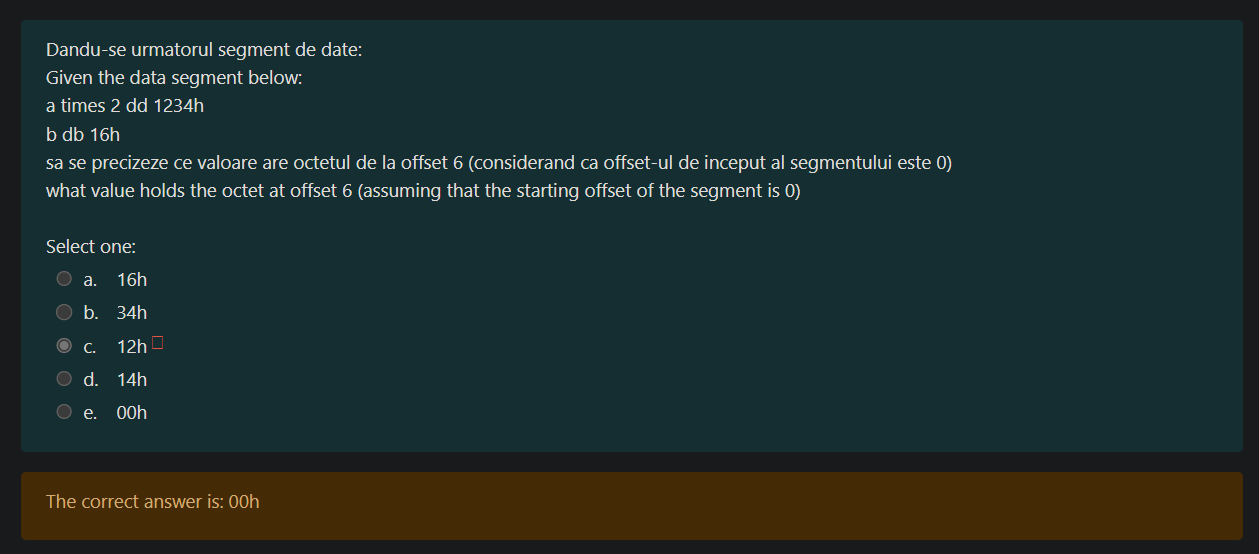 Dandu-se urmatorul segment de date:
Given the data segment below:
a times 2 dd 1234h
b db 16h
sa se precizeze ce valoare are octetul de la offset 6 (considerand ca offset-ul de inceput al segmentului este 0)
what value holds the octet at offset 6 (assuming that the starting offset of the segment is 0)
Select one:
a. 16h
b. 34h
c. 12h
d. 14h
e. 00h
The correct answer is: 00h